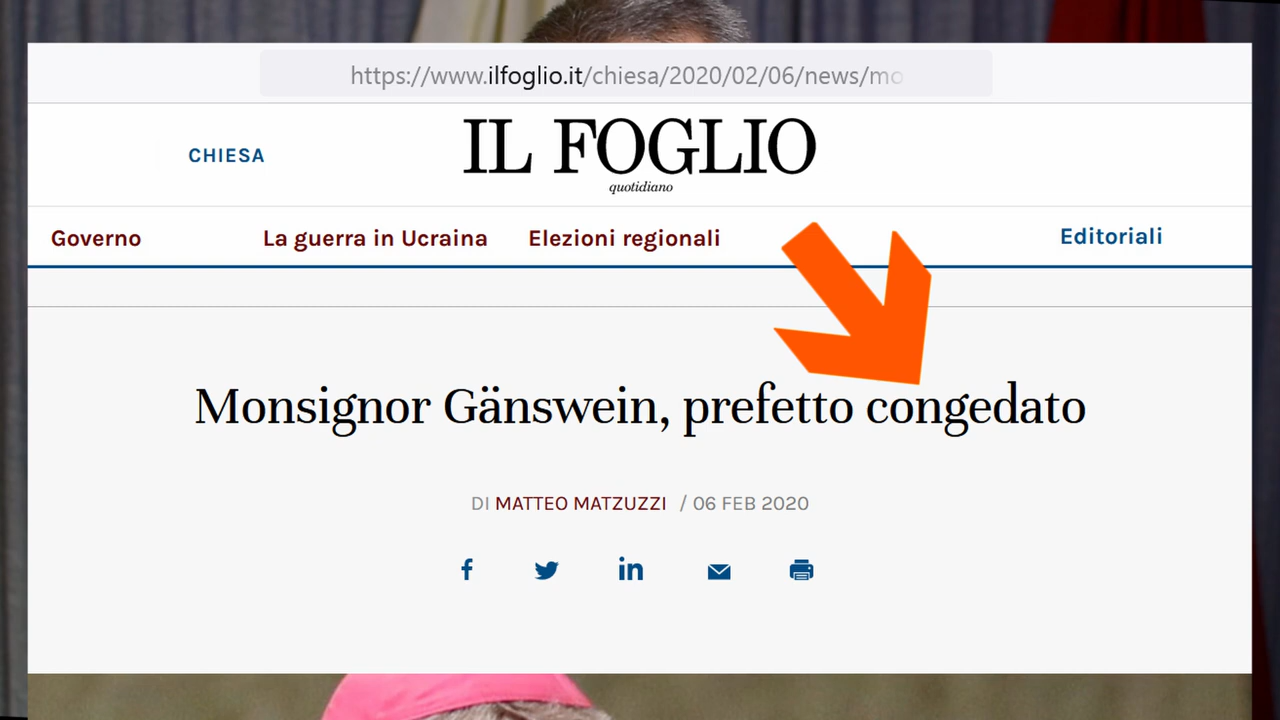 https://www.ilfoglio.it/chiesa/2020/02/06/news/mo
CHIESA
IL FOGLIO
quotidiano
Governo La guerra in Ucraina Elezioni regionali Editoriali
Monsignor Gänswein, prefetto congedato
DI MATTEO MATZUZZI / 06 FEB 2020